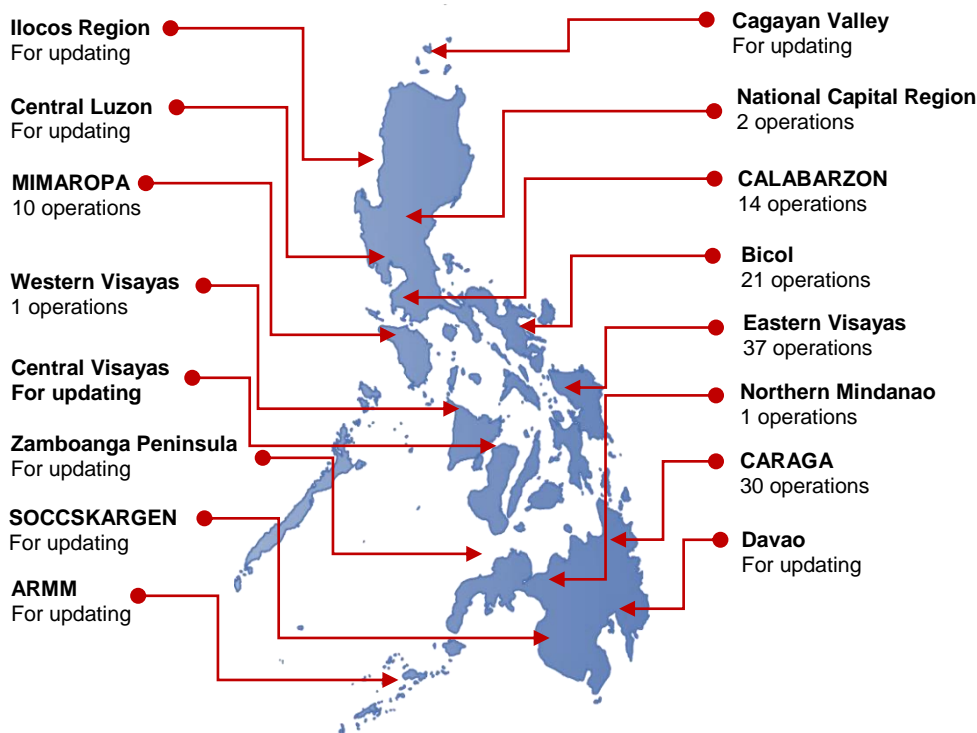 Ilocos Region
For updating
Central Luzon
For updating
MIMAROPA
10 operations
Western Visayas
1 operations
Central Visayas
For updating
Zamboanga Peninsula
For updating
SOCCSKARGEN
For updating
ARMM
For updating
Cagayan Valley
For updating
National Capital Region
2 operations
CALABARZON
14 operations
Bicol
21 operations
Eastern Visayas
37 operations
Northern Mindanao
1 operations
CARAGA
30 operations
Davao
For updating